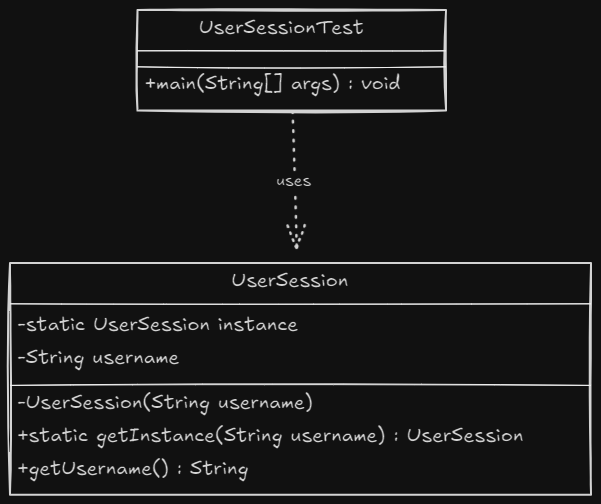 UserSessionTest
+main(String[] args) : void
uses
UserSession
-static UserSession instance
-String username
-UserSession(String username)
+static getInstance(String username) : UserSession
+getUsername() : String